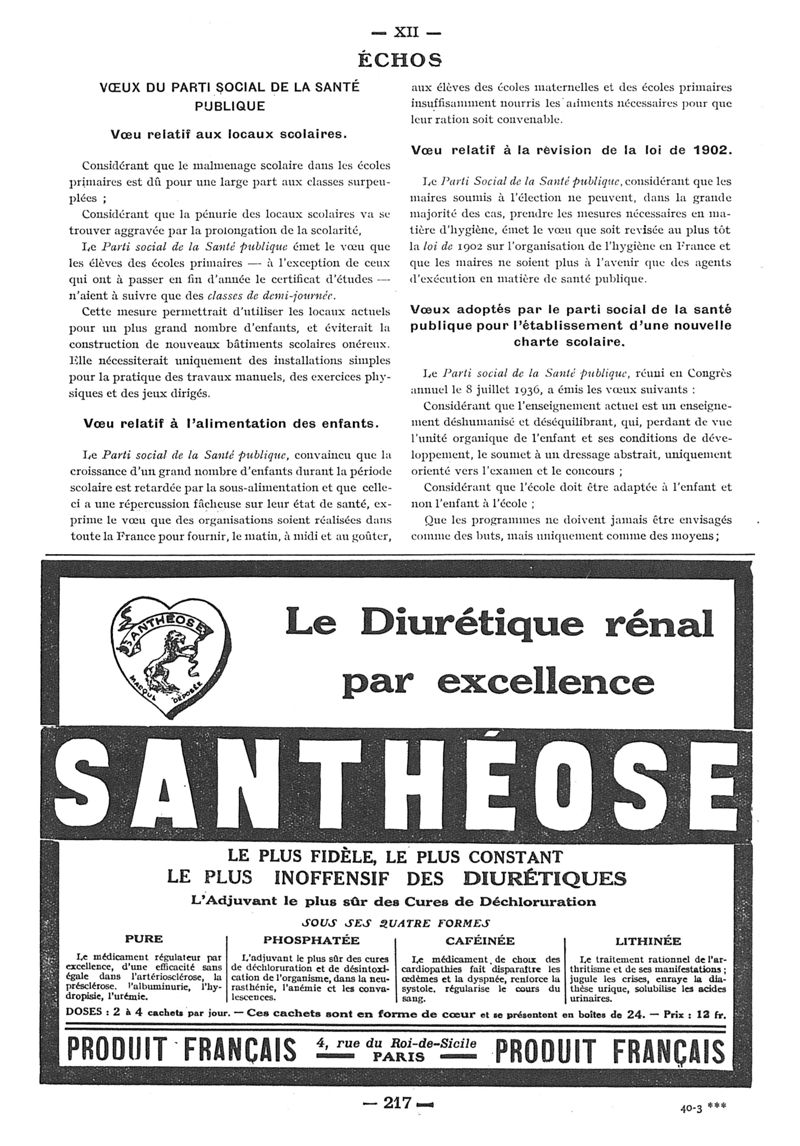 — XII —
ÉCHOS
VŒUX DU PARTI SOCIAL DE LA SANTÉ
PUBLIQUE
Vœu relatif aux locaux scolaires.
Considérant que le malmenage scolaire dans les écoles
primaires est dû pour une large part aux classes surpeu-
plées ;
Considérant que la pénurie des locaux scolaires va se
trouver aggravée par la prolongation de la scolarité,
Le Parti social de la Santé publique émet le vœu que
les élèves des écoles primaires — à l'exception de ceux
qui ont à passer en fin d'année le certificat d'études —
n'aient à suivre que des classes de demi-journée.
Cette mesure permettrait d'utiliser les locaux actuels
pour un plus grand nombre d'enfants, et éviterait la
construction de nouveaux bâtiments scolaires onéreux.
Elle nécessiterait uniquement des installations simples
pour la pratique des travaux manuels, des exercices phy-
siques et des jeux dirigés.
Vœu relatif à l'alimentation des enfants.
Le Parti social de la Santé publique, convaincu que la
croissance d'un grand nombre d'enfants durant la période
scolaire est retardée par la sous-alimentation et que celle-
ci a une répercussion fâcheuse sur leur état de santé, ex-
prime le vœu que des organisations soient réalisées dans
toute la France pour fournir, le matin, à midi et au goûter,
aux élèves des écoles maternelles et des écoles primaires
insuffisamment nourris les aliments nécessaires pour que
leur ration soit convenable.
Vœu relatif à la révision de la loi de 1902.
Le Parti Social de la Santé publique, considérant que les
maires soumis à l'élection ne peuvent, dans la grande
majorité des cas, prendre les mesures nécessaires en ma-
tière d'hygiène, émet le vœu que soit revisée au plus tôt
la loi de 1902 sur l'organisation de l'hygiène en France et
que les maires ne soient plus à l'avenir que des agents
d'exécution en matière de santé publique.
Vœux adoptés par le parti social de la santé
publique pour l'établissement d'une nouvelle
charte scolaire.
Le Parti social de la Santé publique, réuni en Congrès
annuel le 8 juillet 1936, a émis les vœux suivants :
Considérant que l'enseignement actuel est un enseigne-
ment déshumanisé et déséquilibrant, qui, perdant de vue
l'unité organique de l'enfant et ses conditions de déve-
loppement, le soumet à un dressage abstrait, uniquement
orienté vers l'examen et le concours ;
Considérant que l'école doit être adaptée à l'enfant et
non l'enfant à l'école ;
Que les programmes ne doivent jamais être envisagés
comme des buts, mais uniquement comme des moyens ;
SANTHÉOSE
MARQUE DÉPOSÉE
Le Diurétique rénal
par excellence
SANTHÉOSE
LE PLUS FIDÈLE, LE PLUS CONSTANT
LE PLUS INOFFENSIF DES DIURÉTIQUES
L'Adjuvant le plus sûr des Cures de Déchloruration
SOUS SES QUATRE FORMES
PURE
Le médicament régulateur par
excellence, d'une efficacité sans
égale dans l'artériosclérose, la
présclérose, l'albuminurie, l'hy-
dropisie, l'urémie.
PHOSPHATÉE
L'adjuvant le plus sûr des cures
de déchloruration et de désintoxi-
cation de l'organisme, dans la neu-
rasthénie, l'anémie et les conva-
lescences.
CAFÉINÉE
Le médicament de choix des
cardiopathies fait disparaître les
œdèmes et la dyspnée, renforce la
systole, régularise le cours du
sang.
LITHINÉE
Le traitement rationnel de l'ar-
thritisme et de ses manifestations ;
jugule les crises, enraye la dia-
thèse urique, solubilise les acides
urinaires.
DOSES : 2 à 4 cachets par jour. — Ces cachets sont en forme de cœur et se présentent en boîtes de 24. — Prix : 12 fr.
PRODUIT FRANÇAIS 4, rue du Roi-de-Sicile PRODUIT FRANÇAIS
— PARIS —
— 217 —
40-3 ***